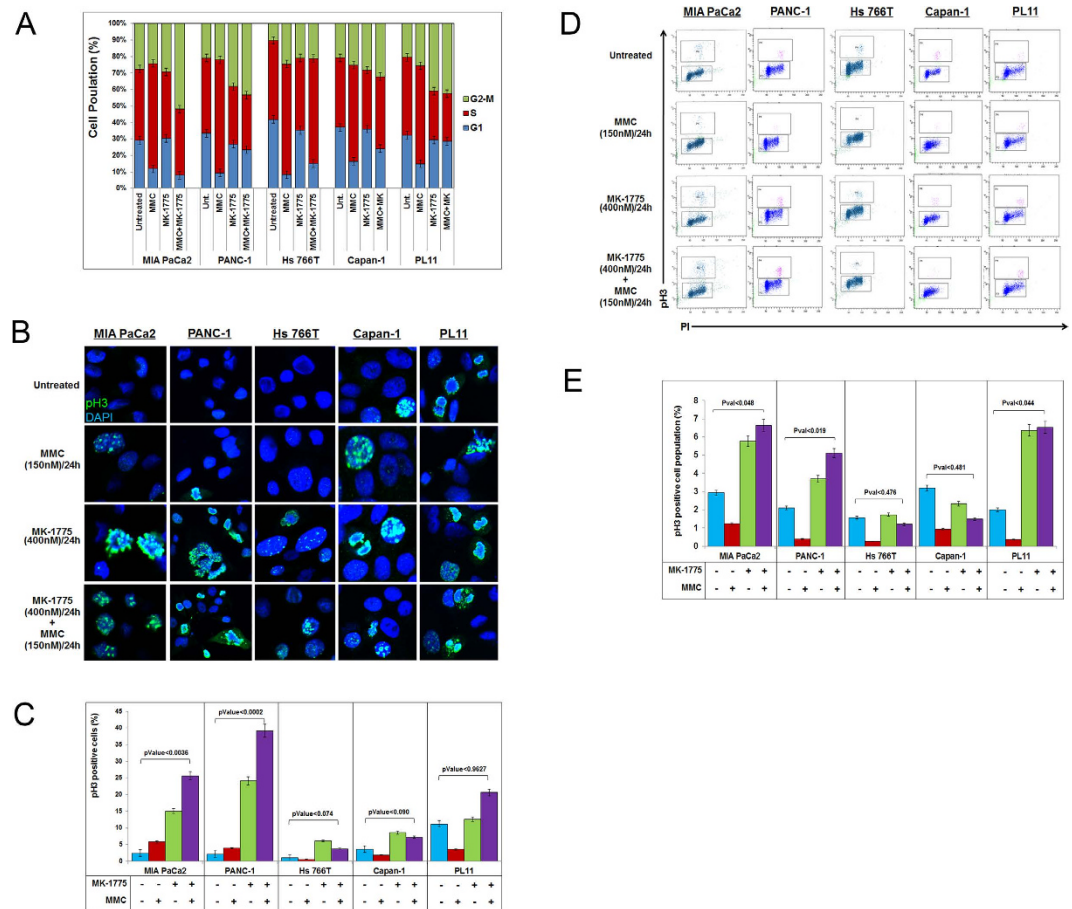 A
Cell Poulation (%)
100%
90%
80%
70%
60%
50%
40%
30%
20%
10%
0%
G2-M
S
G1
Untreated
MMC
MK-1775
MMC+MK-1775
Unt.
MMC
MK-1775
MMC+MK-1775
Untreated
MMC
MK-1775
MMC+MK-1775
Unt.
MMC
MK-1775
MMC+MK
Unt.
MMC
MK-1775
MMC+MK
MIA PaCa2 PANC-1 Hs 766T Capan-1 PL11
B
MIA PaCa2 PANC-1 Hs 766T Capan-1 PL11
Untreated
pH3
DAPI
MMC
(150nM)/24h
MK-1775
(400nM)/24h
MK-1775
(400nM)/24h
+
MMC
(150nM)/24h
C
pH3 positive cells (%)
45
40
35
30
25
20
15
10
5
0
pValue<0.0036
pValue<0.0002
pValue<0.074
pValue<0.090
pValue<0.9627
MIA PaCa2 PANC-1 Hs 766T Capan-1 PL11
MK-1775 - - + + - - + + - - + + - - + + - - + +
MMC - + - + - + - + - + - + - + - + - + - +
D
MIA PaCa2 PANC-1 Hs 766T Capan-1 PL11
Untreated
MMC
(150nM)/24h
MK-1775
(400nM)/24h
MK-1775
(400nM)/24h
+
MMC
(150nM)/24h
pH3
PI
E
pH3 positive cell population (%)
8
7
6
5
4
3
2
1
0
Pval<0.048
Pval<0.019
Pval<0.476
Pval<0.481
Pval<0.044
MIA PaCa2 PANC-1 Hs 766T Capan-1 PL11
MK-1775 - - + + - - + + - - + + - - + + - - + +
MMC - + - + - + - + - + - + - + - + - + - +